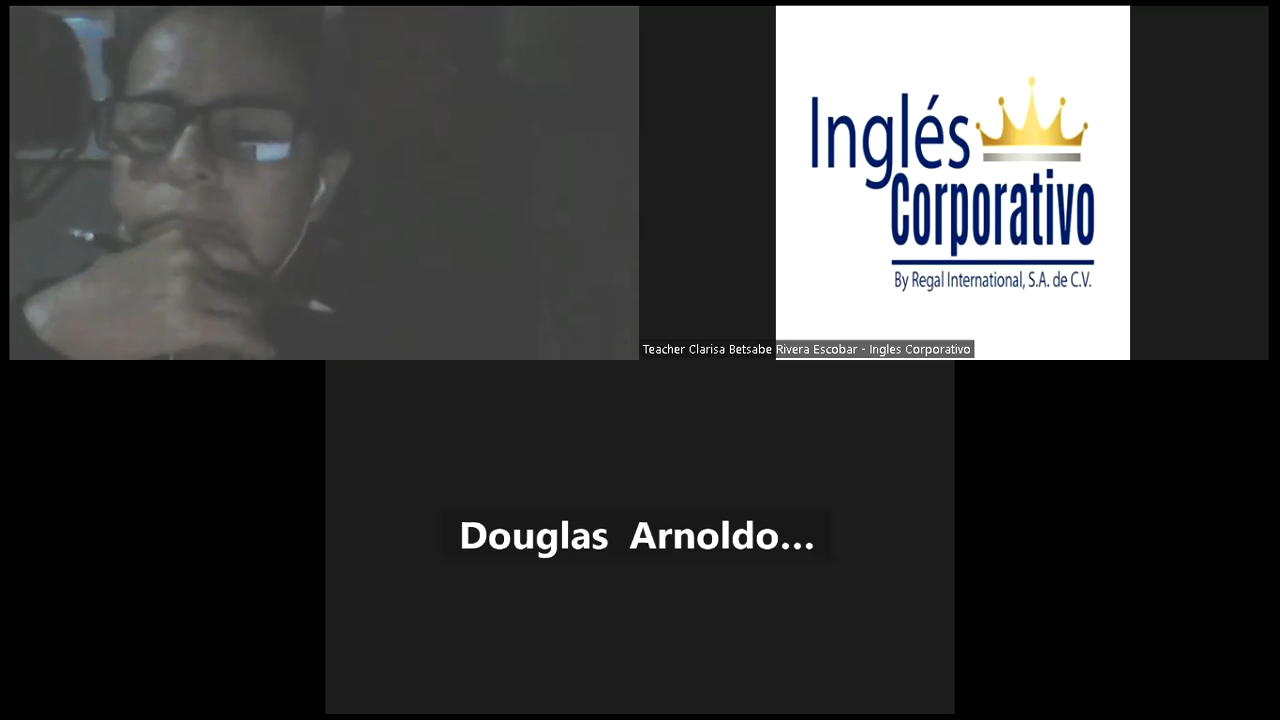 Inglés
Corporativo
By Regal International, S.A. de C.V.
Teacher Clarisa Betsabe Rivera Escobar - Ingles Corporativo
Douglas Arnoldo...